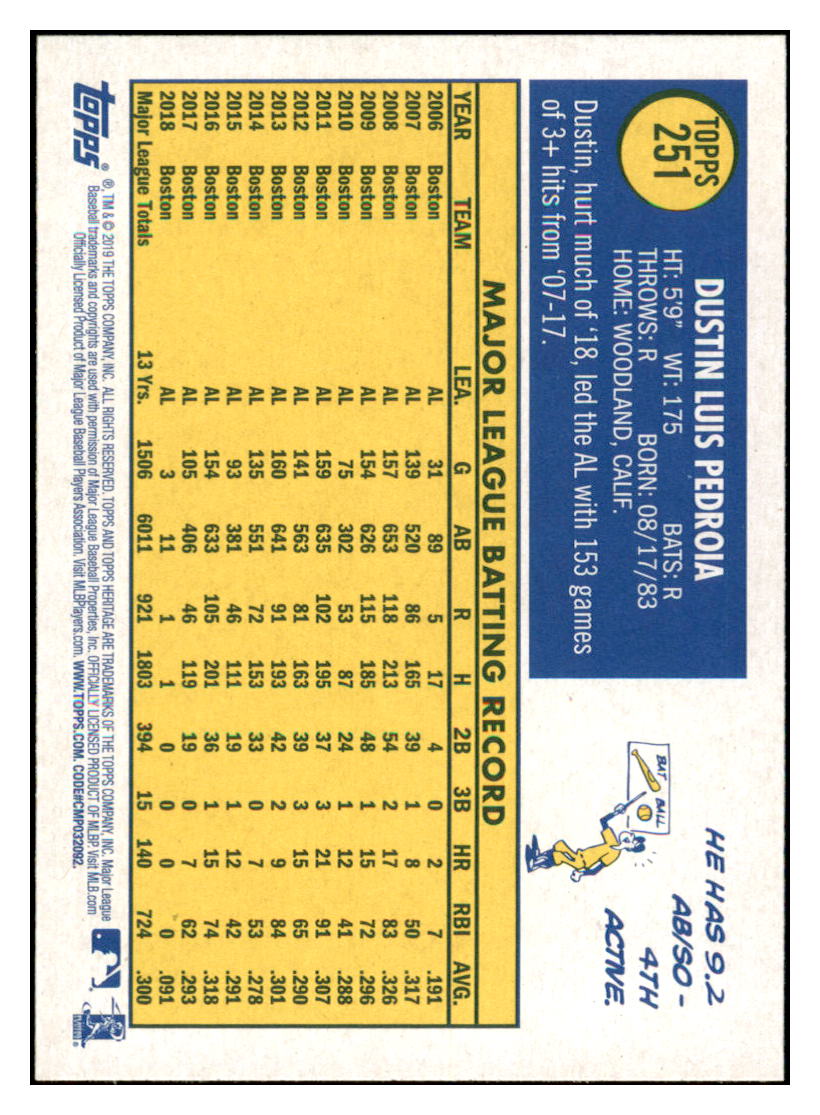 TOPPS
251
DUSTIN LUIS PEDROIA
HT: 5'9" WT: 175 BATS: R
THROWS: R BORN: 08/17/83
HOME: WOODLAND, CALIF.
Dustin, hurt much of '18, led the AL with 153 games
of 3+ hits from '07-17.
HE HAS 9.2
AB/SO -
4TH
ACTIVE.
BAT BALL
MAJOR LEAGUE BATTING RECORD
YEAR TEAM LEA. G AB R H 2B 3B HR RBI AVG.
2006 Boston AL 31 89 5 17 4 0 2 7 .191
2007 Boston AL 139 520 86 165 39 1 8 50 .317
2008 Boston AL 157 653 118 213 54 2 17 83 .326
2009 Boston AL 154 626 115 185 48 1 15 72 .296
2010 Boston AL 75 302 53 87 24 1 12 41 .288
2011 Boston AL 159 635 102 195 37 3 21 91 .307
2012 Boston AL 141 563 81 163 39 3 15 65 .290
2013 Boston AL 160 641 91 193 42 2 9 84 .301
2014 Boston AL 135 551 72 153 33 0 7 53 .278
2015 Boston AL 93 381 46 111 19 1 12 42 .291
2016 Boston AL 154 633 105 201 36 1 15 74 .318
2017 Boston AL 105 406 46 119 19 0 7 62 .293
2018 Boston AL 3 11 1 1 0 0 0 0 .091
Major League Totals 13 Yrs. 1506 6011 921 1803 394 15 140 724 .300
topps®
®, TM & © 2019 THE TOPPS COMPANY, INC. ALL RIGHTS RESERVED. TOPPS AND TOPPS HERITAGE ARE TRADEMARKS OF THE TOPPS COMPANY, INC. Major League
Baseball trademarks and copyrights are used with permission of Major League Baseball Properties, Inc. OFFICIALLY LICENSED PRODUCT OF MLBP. Visit MLB.com
Officially Licensed Product of Major League Baseball Players Association. Visit MLBPlayers.com. WWW.TOPPS.COM. CODE#CMP032092.